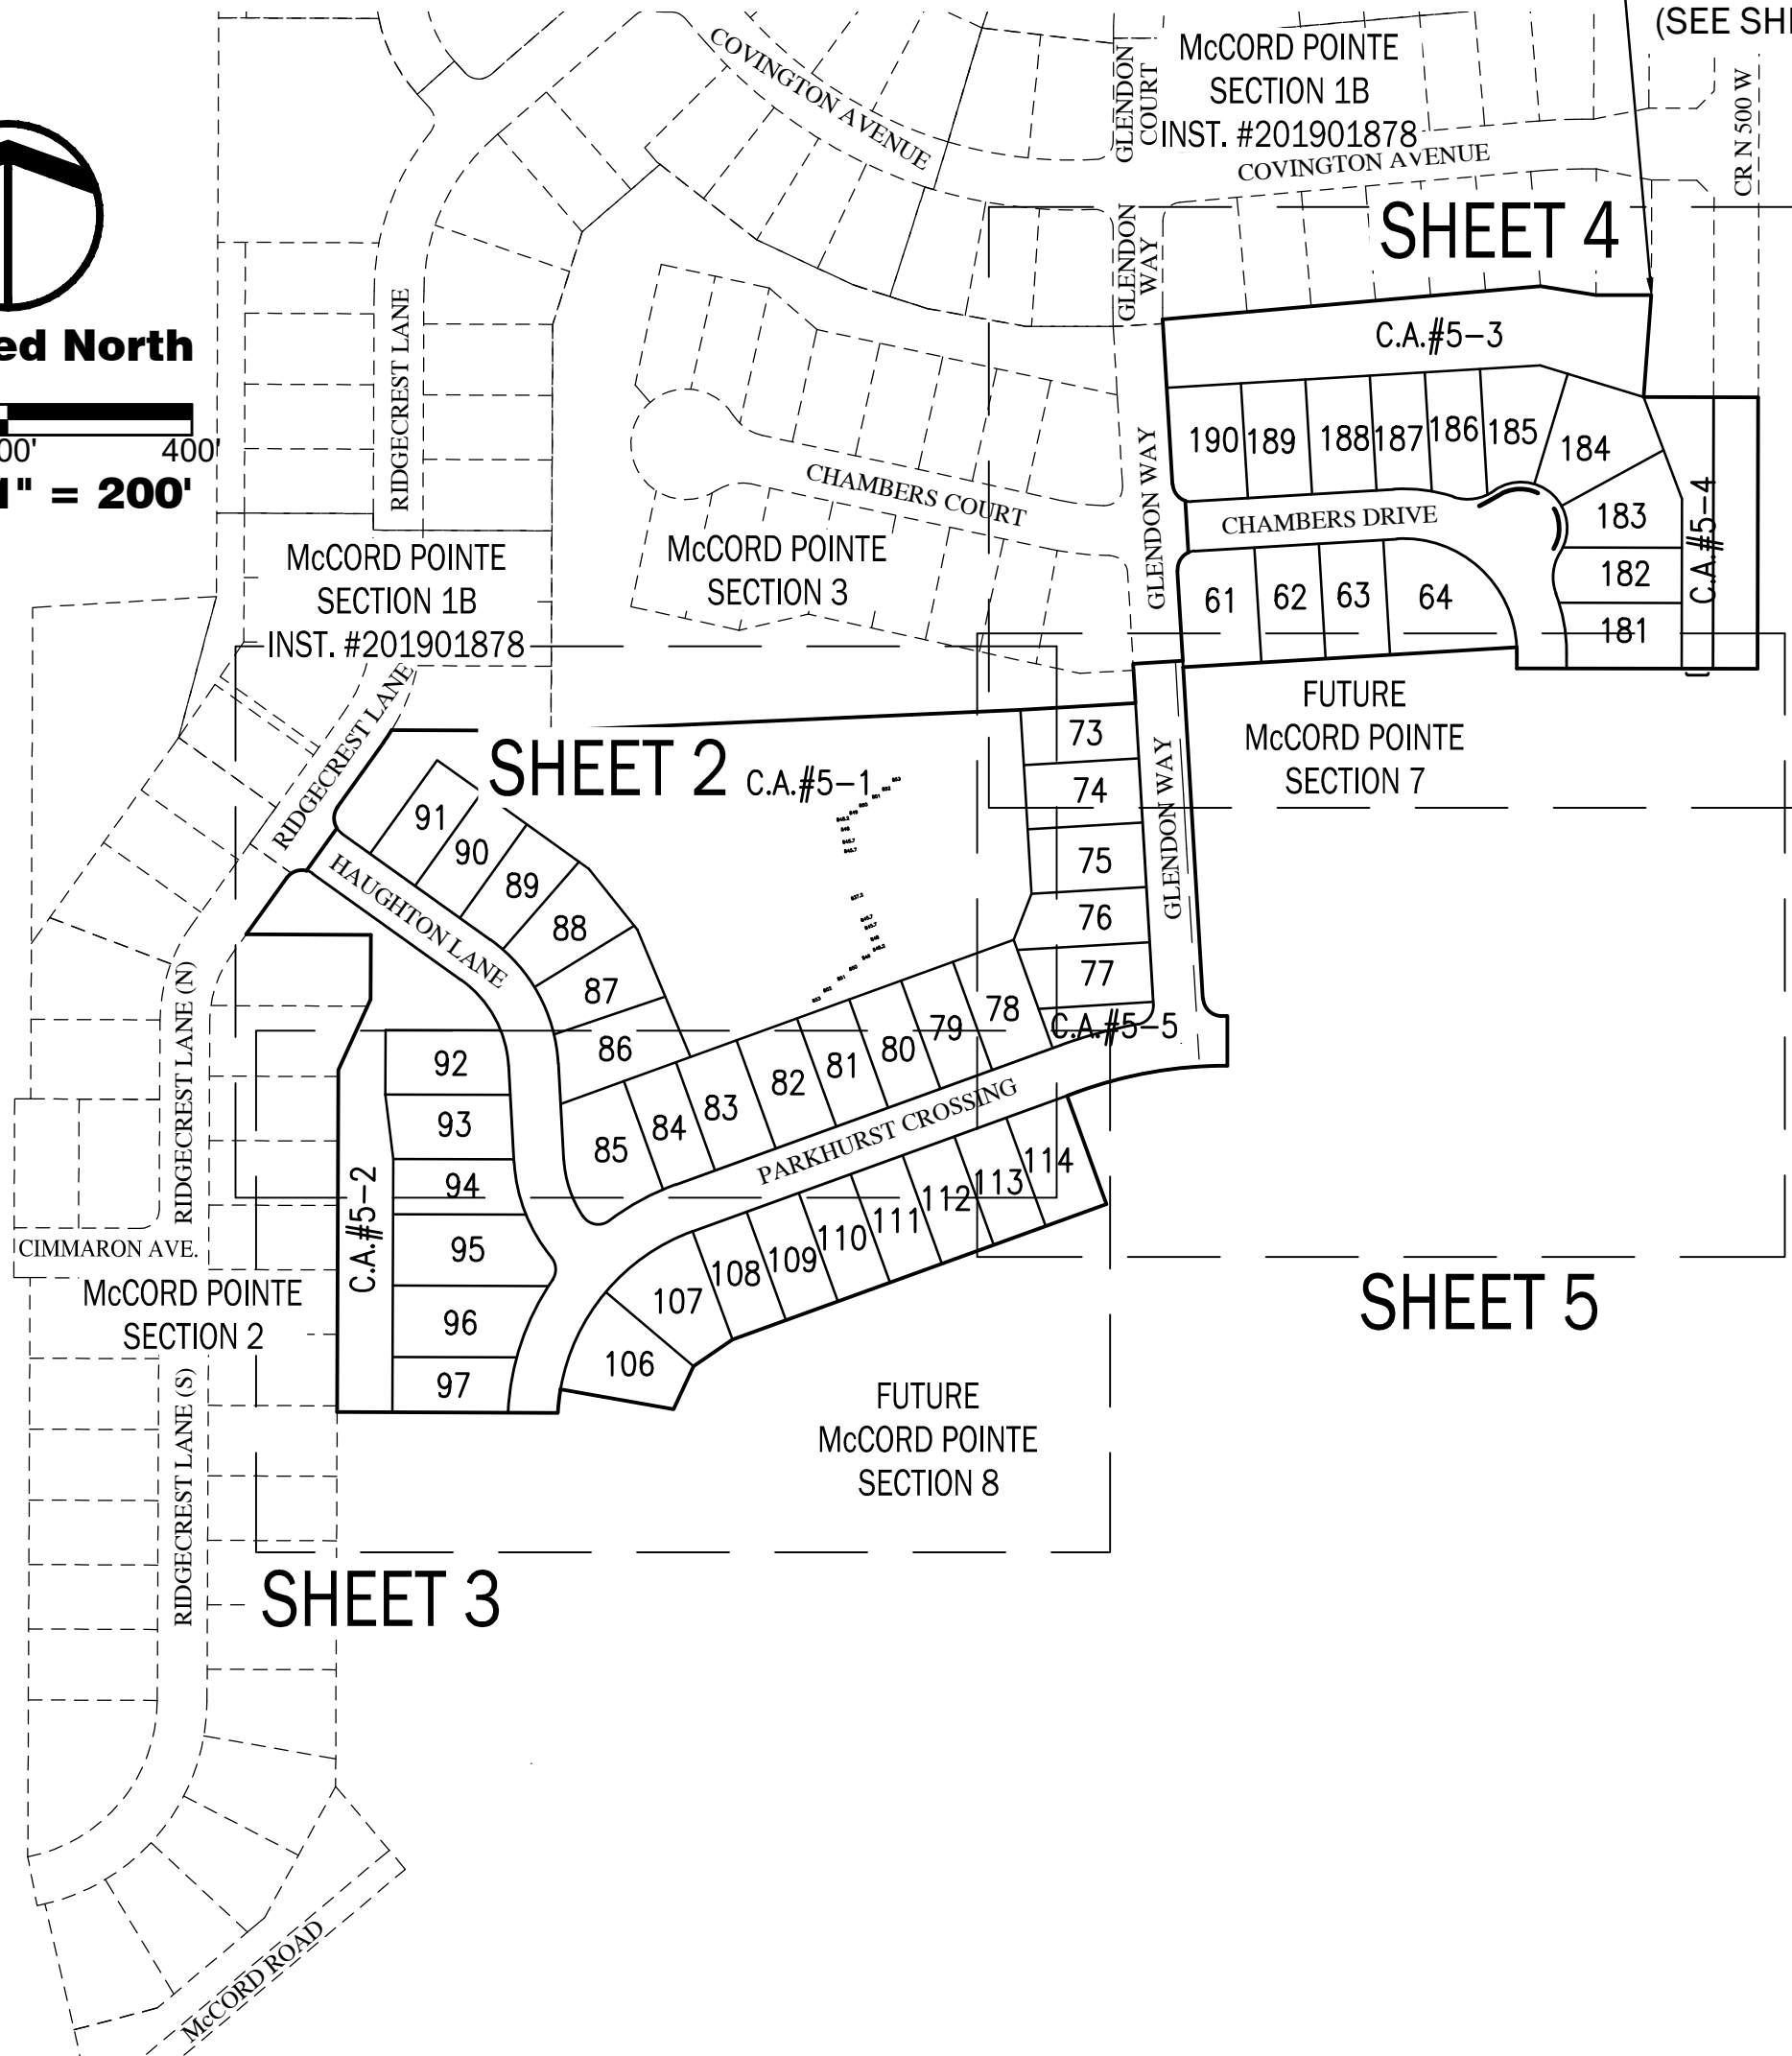 (SEE SH
COVINGTON AVENUE
GLENDON
COURT
McCORD POINTE
SECTION 1B
INST. #201901878
COVINGTON AVENUE
CR N 500 W
SHEET 4
GLENDON
WAY
ed North
00' 400'
1" = 200'
RIDGECREST LANE
C.A.#5-3
190 189 188 187 186 185 184
183
182
181
C.A.#5-4
CHAMBERS COURT
GLENDON WAY
CHAMBERS DRIVE
61 62 63 64
McCORD POINTE
SECTION 1B
INST. #201901878
McCORD POINTE
SECTION 3
FUTURE
McCORD POINTE
SECTION 7
RIDGECREST LANE
SHEET 2
C.A.#5-1
73
74
75
76
77
GLENDON WAY
91
90
89
88
87
86
HAUGHTON LANE
C.A.#5-5
85 84 83 82 81 80 79 78
PARKHURST CROSSING
92
93
94
95
96
97
C.A.#5-2
RIDGECREST LANE (N)
CIMMARON AVE.
McCORD POINTE
SECTION 2
106 107 108 109 110 111 112 113 114
SHEET 5
FUTURE
McCORD POINTE
SECTION 8
RIDGECREST LANE (S)
SHEET 3
McCORD ROAD